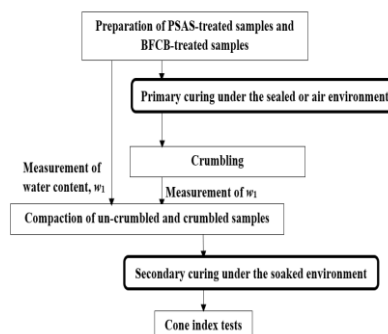 Preparation of PSAS-treated samples and
BFCB-treated samples
Primary curing under the sealed or air environment
Crumbling
Measurement of
water content, w₁
Measurement of w₁
Compaction of un-crumbled and crumbled samples
Secondary curing under the soaked environment
Cone index tests